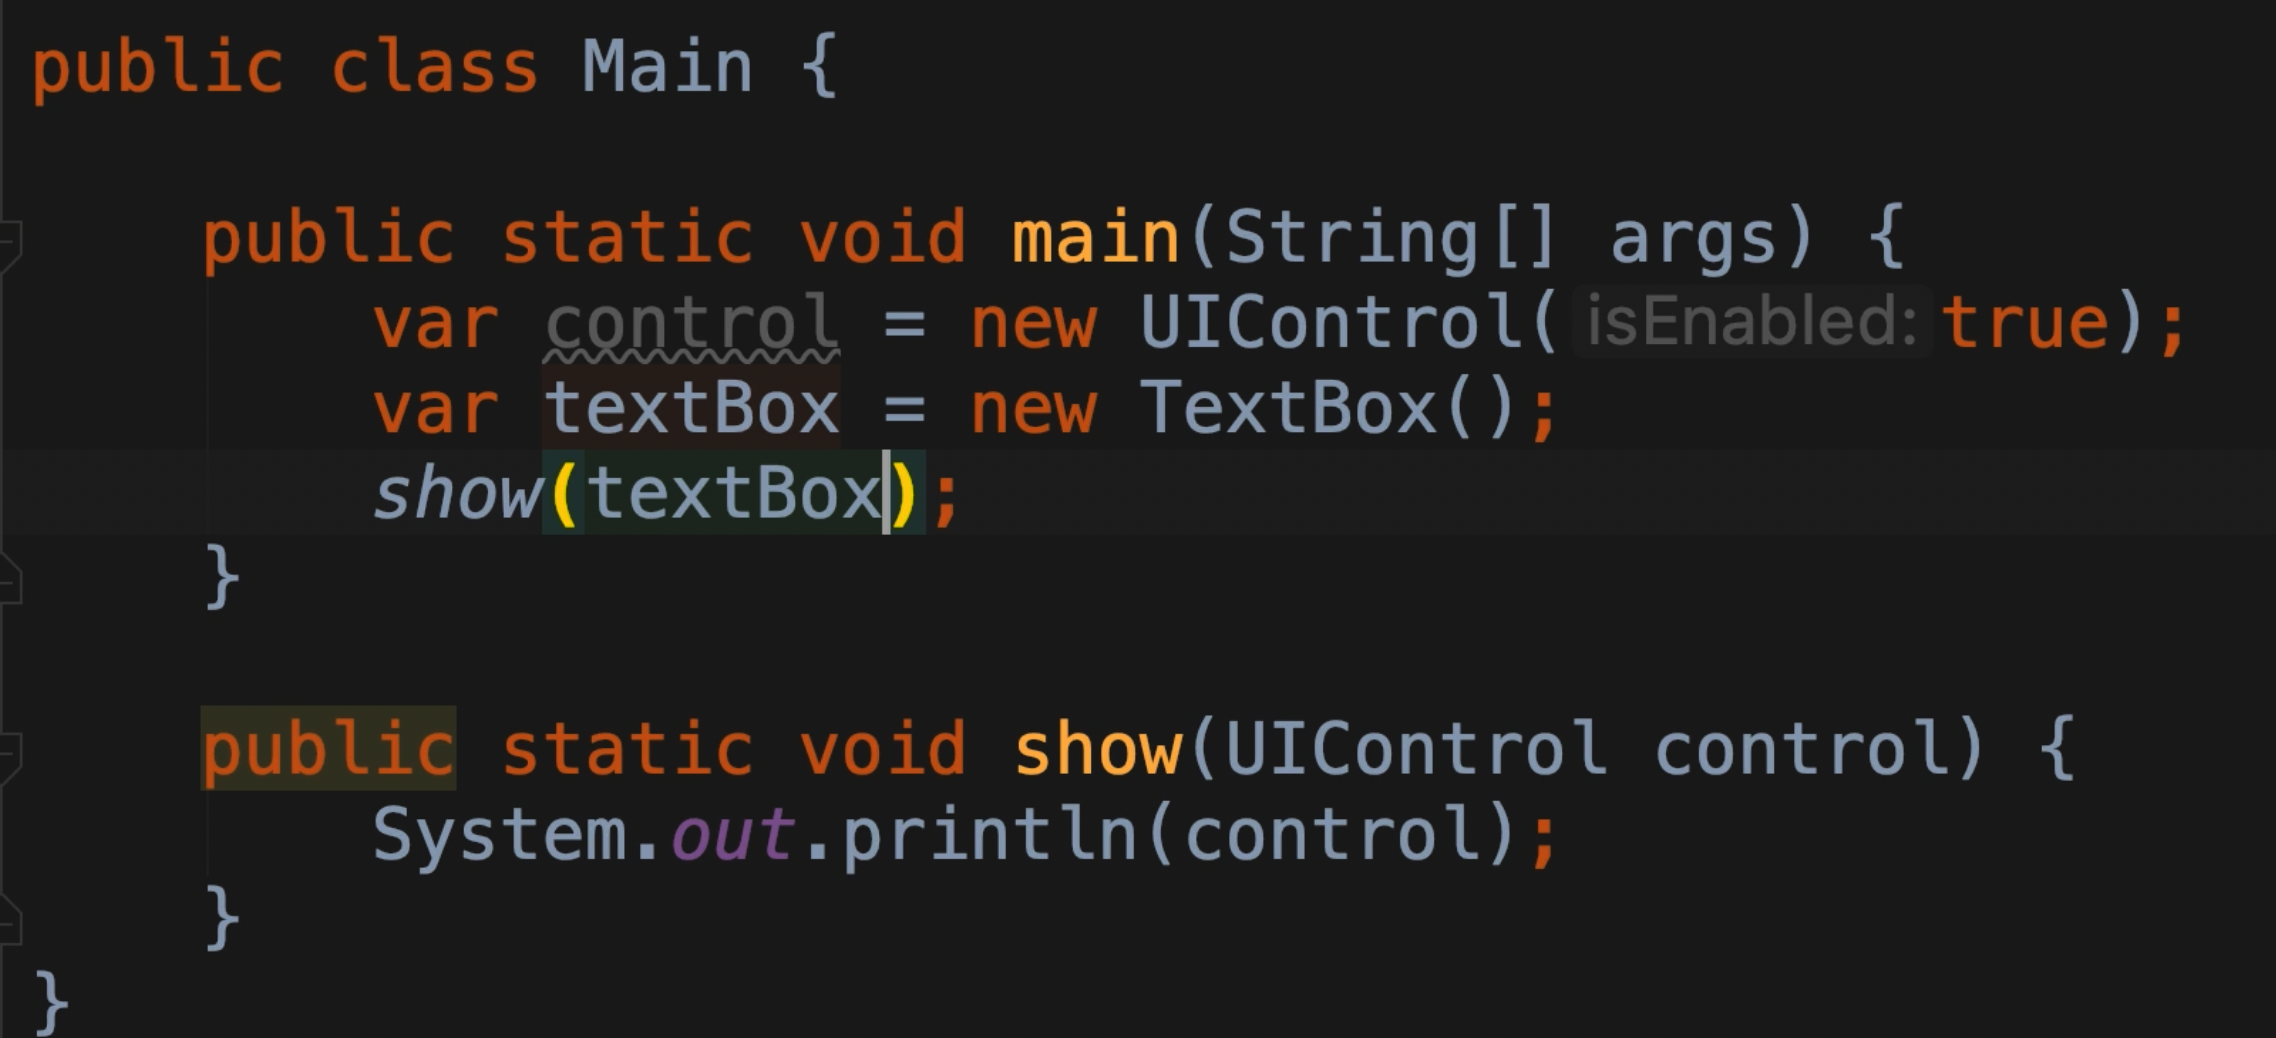 public class Main {
public static void main(String[] args) {
var control = new UIControl( isEnabled: true);
var textBox = new TextBox();
show(textBox);
}
public static void show(UIControl control) {
System.out.println(control);
}
}